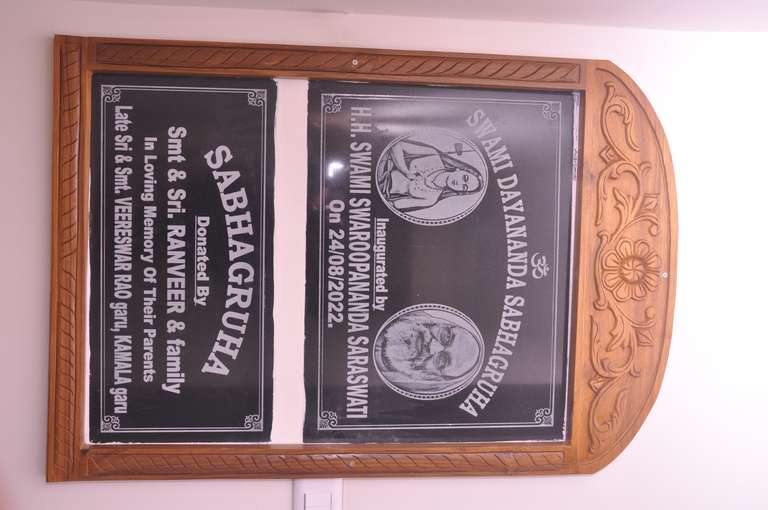 ॐ
SWAMI DAYANANDA SABHAGRUHA
Inaugurated by
H.H. SWAMI SWAROOPANANDA SARASWATI
On 24/08/2022.
SABHAGRUHA
Donated By
Smt & Sri. RANVEER & family
In Loving Memory Of Their Parents
Late Sri & Smt. VEERESWAR RAO garu, KAMALA garu